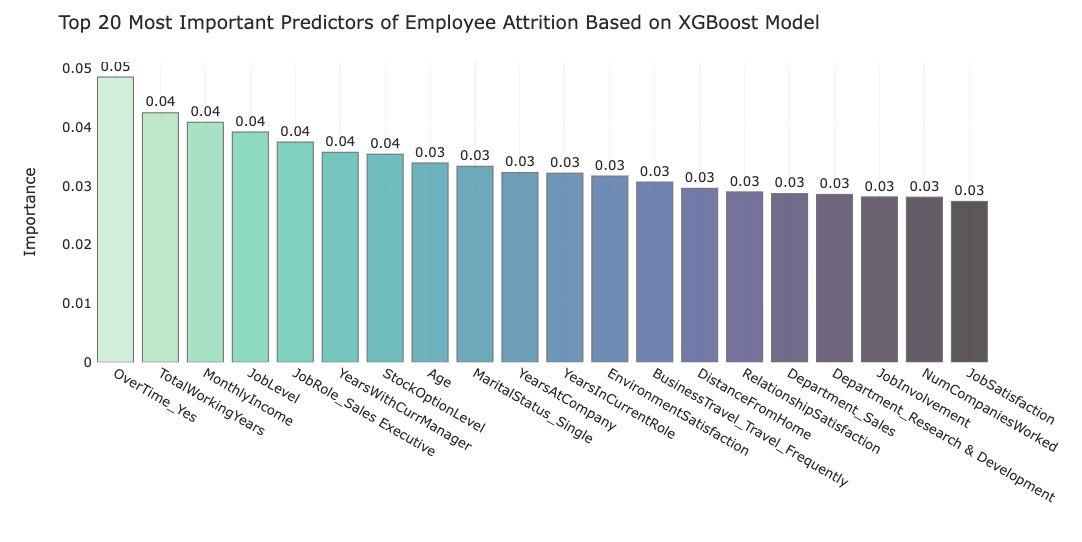 Top 20 Most Important Predictors of Employee Attrition Based on XGBoost Model
Importance
0.05
0.04
0.03
0.02
0.01
0
0.05
0.04
0.04
0.04
0.04
0.04
0.04
0.03
0.03
0.03
0.03
0.03
0.03
0.03
0.03
0.03
0.03
0.03
0.03
0.03
OverTime_Yes
TotalWorkingYears
MonthlyIncome
JobLevel
JobRole_Sales Executive
YearsWithCurrManager
StockOptionLevel
Age
MaritalStatus_Single
YearsAtCompany
YearsInCurrentRole
EnvironmentSatisfaction
BusinessTravel_Travel_Frequently
DistanceFromHome
RelationshipSatisfaction
Department_Sales
Department_Research & Development
JobInvolvement
NumCompaniesWorked
JobSatisfaction